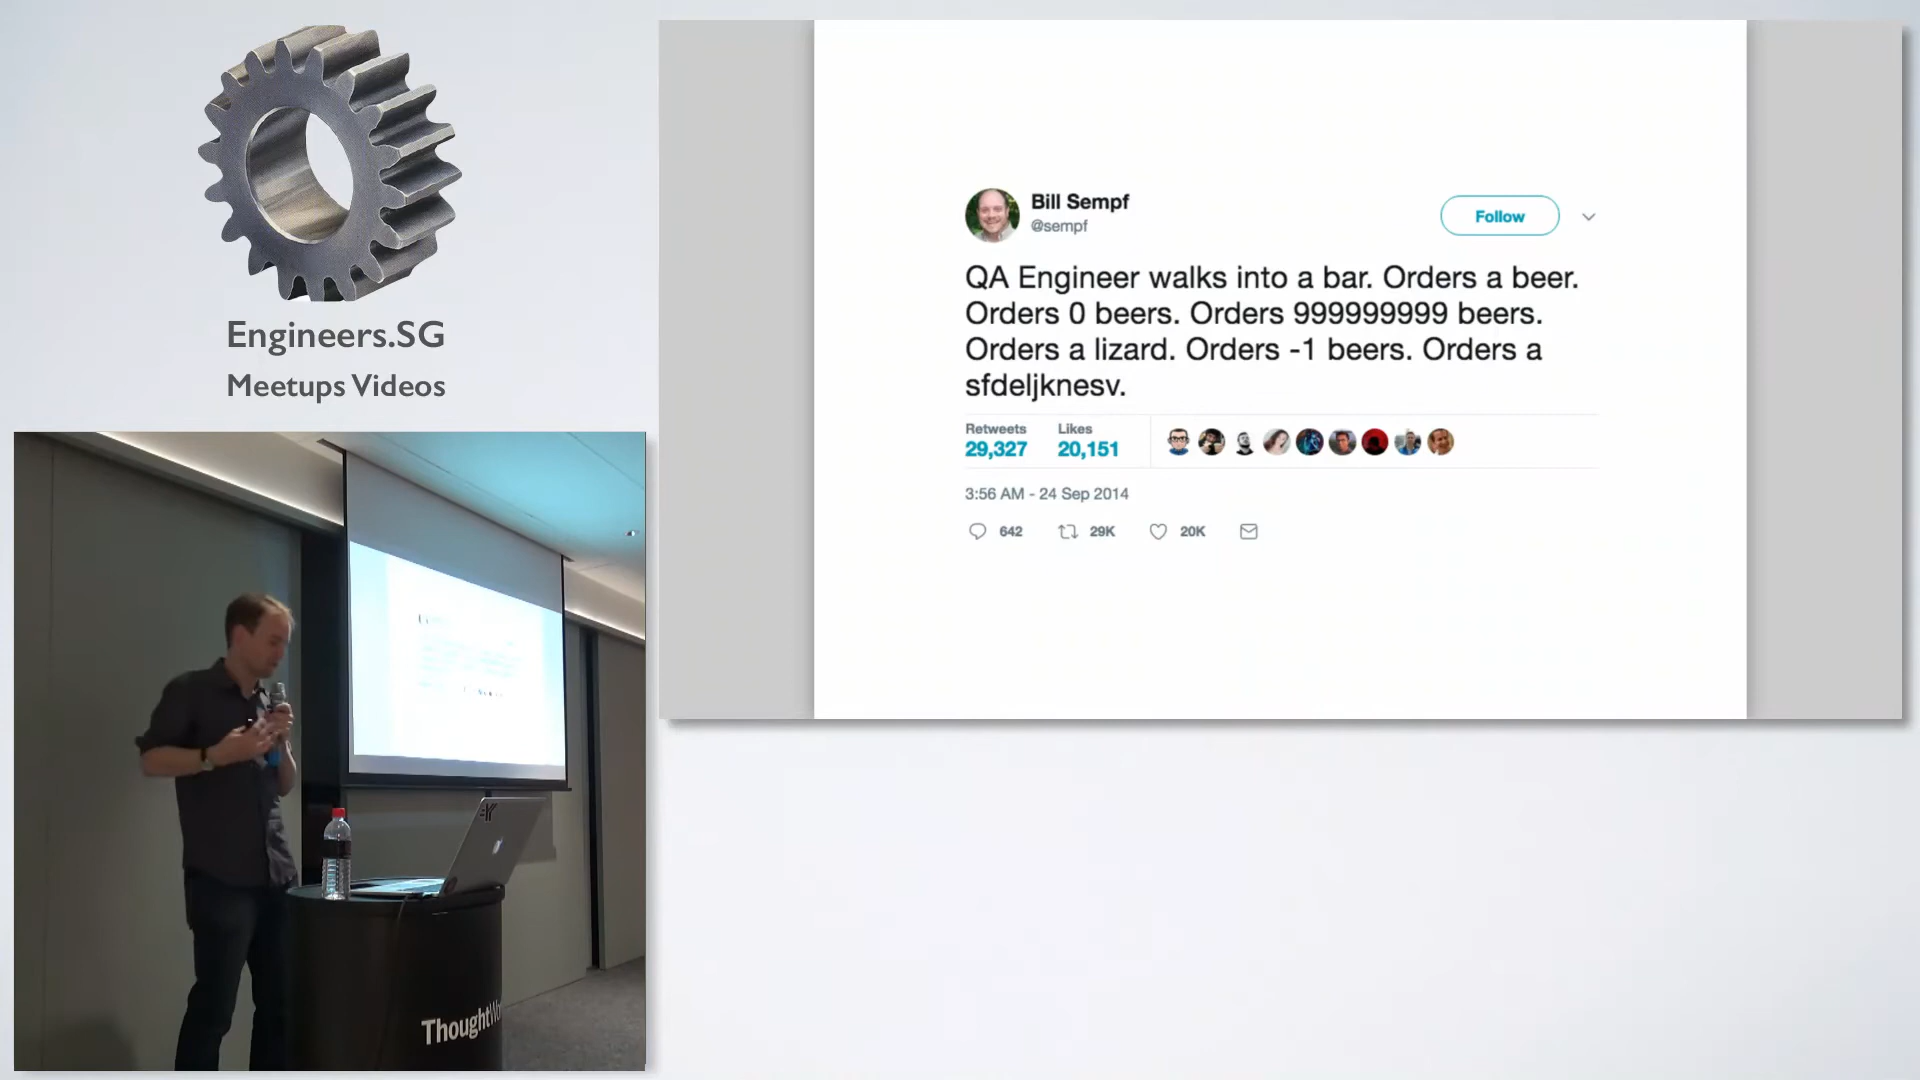 Engineers.SG
Meetups Videos
Bill Sempf
@sempf
Follow
QA Engineer walks into a bar. Orders a beer.
Orders 0 beers. Orders 999999999 beers.
Orders a lizard. Orders -1 beers. Orders a
sfdeljknesv.
Retweets Likes
29,327 20,151
3:56 AM - 24 Sep 2014
642 29K 20K